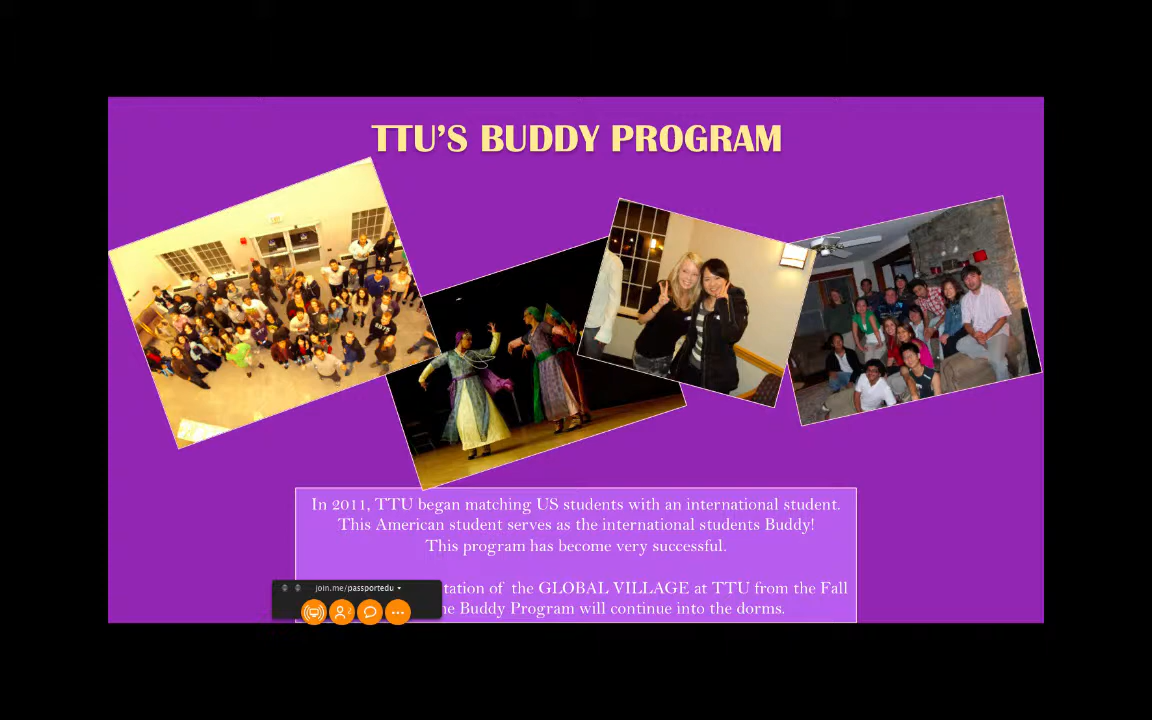 TTU'S BUDDY PROGRAM
In 2011, TTU began matching US students with an international student.
This American student serves as the international students Buddy!
This program has become very successful.
tation of the GLOBAL VILLAGE at TTU from the Fall
Buddy Program will continue into the dorms.
join.me/passportedu